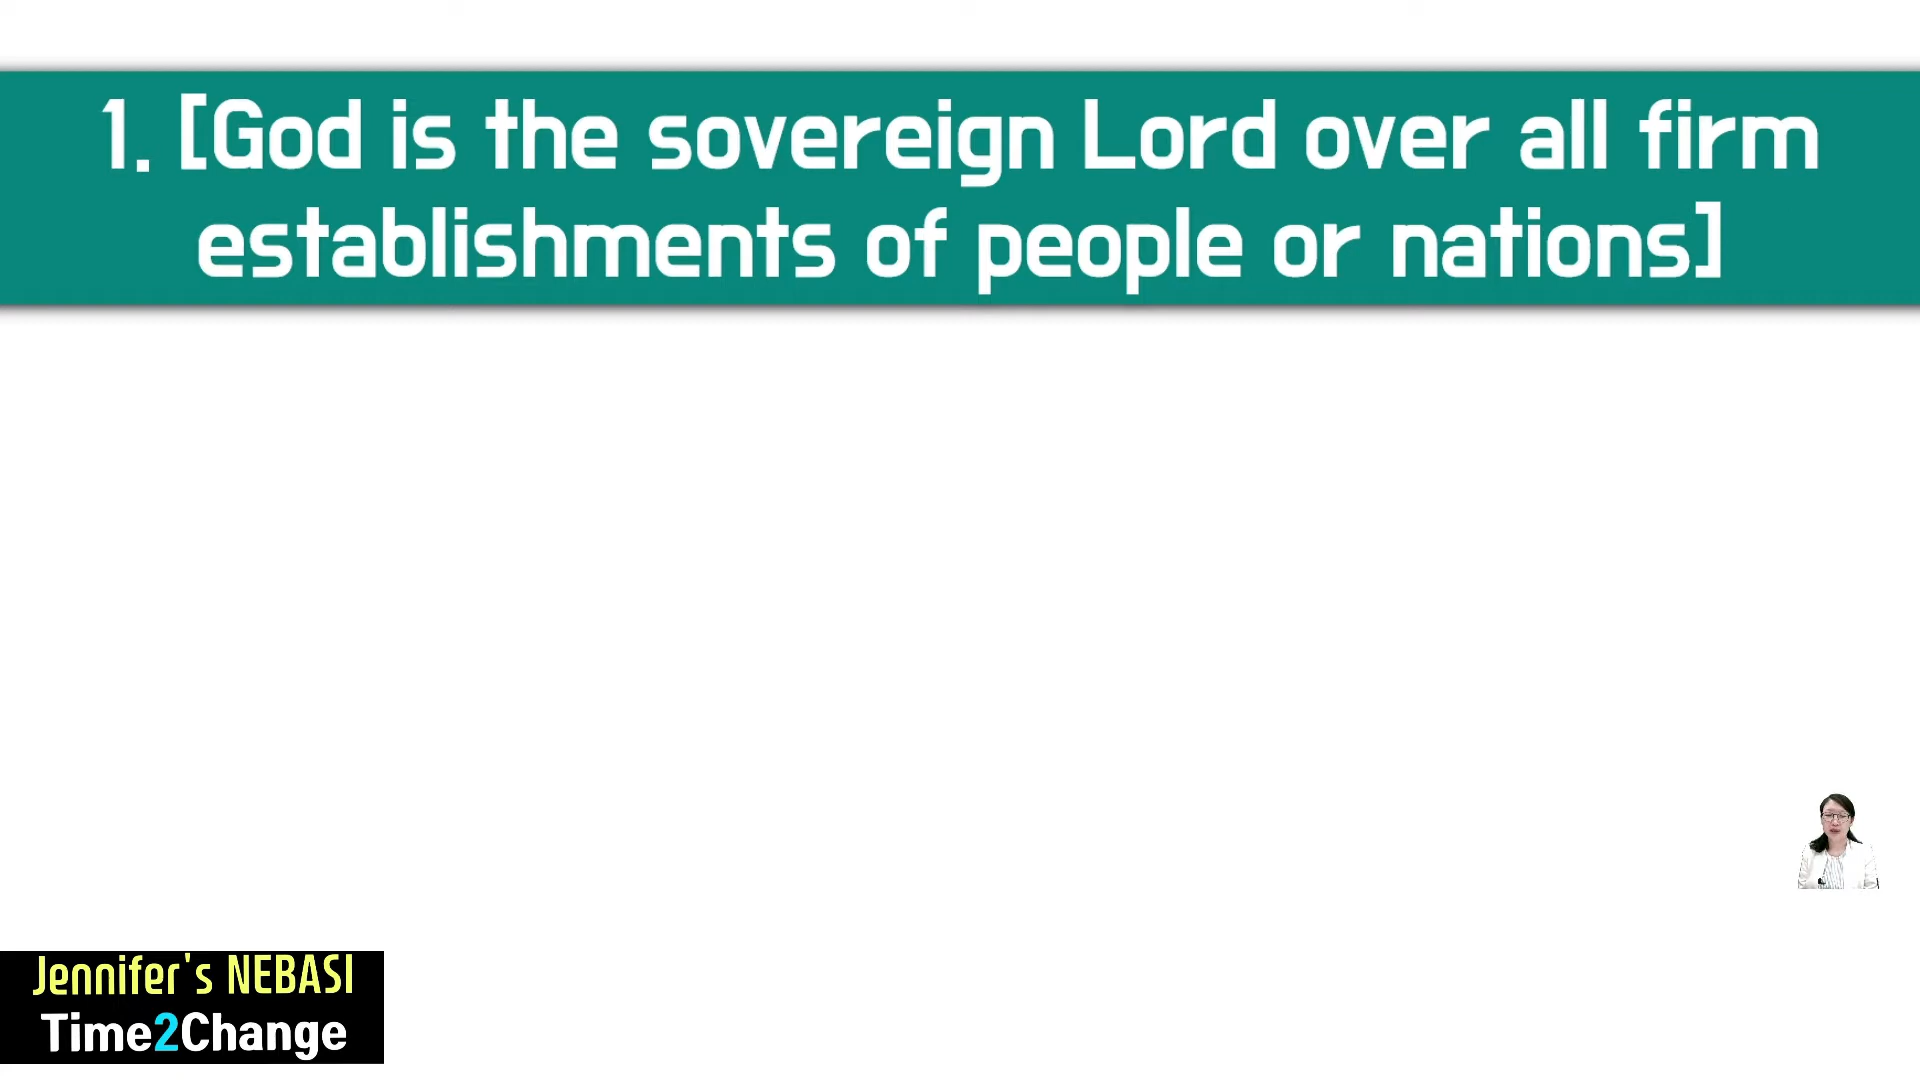 1. [God is the sovereign Lord over all firm
establishments of people or nations]
Jennifer's NEBASI
Time2Change